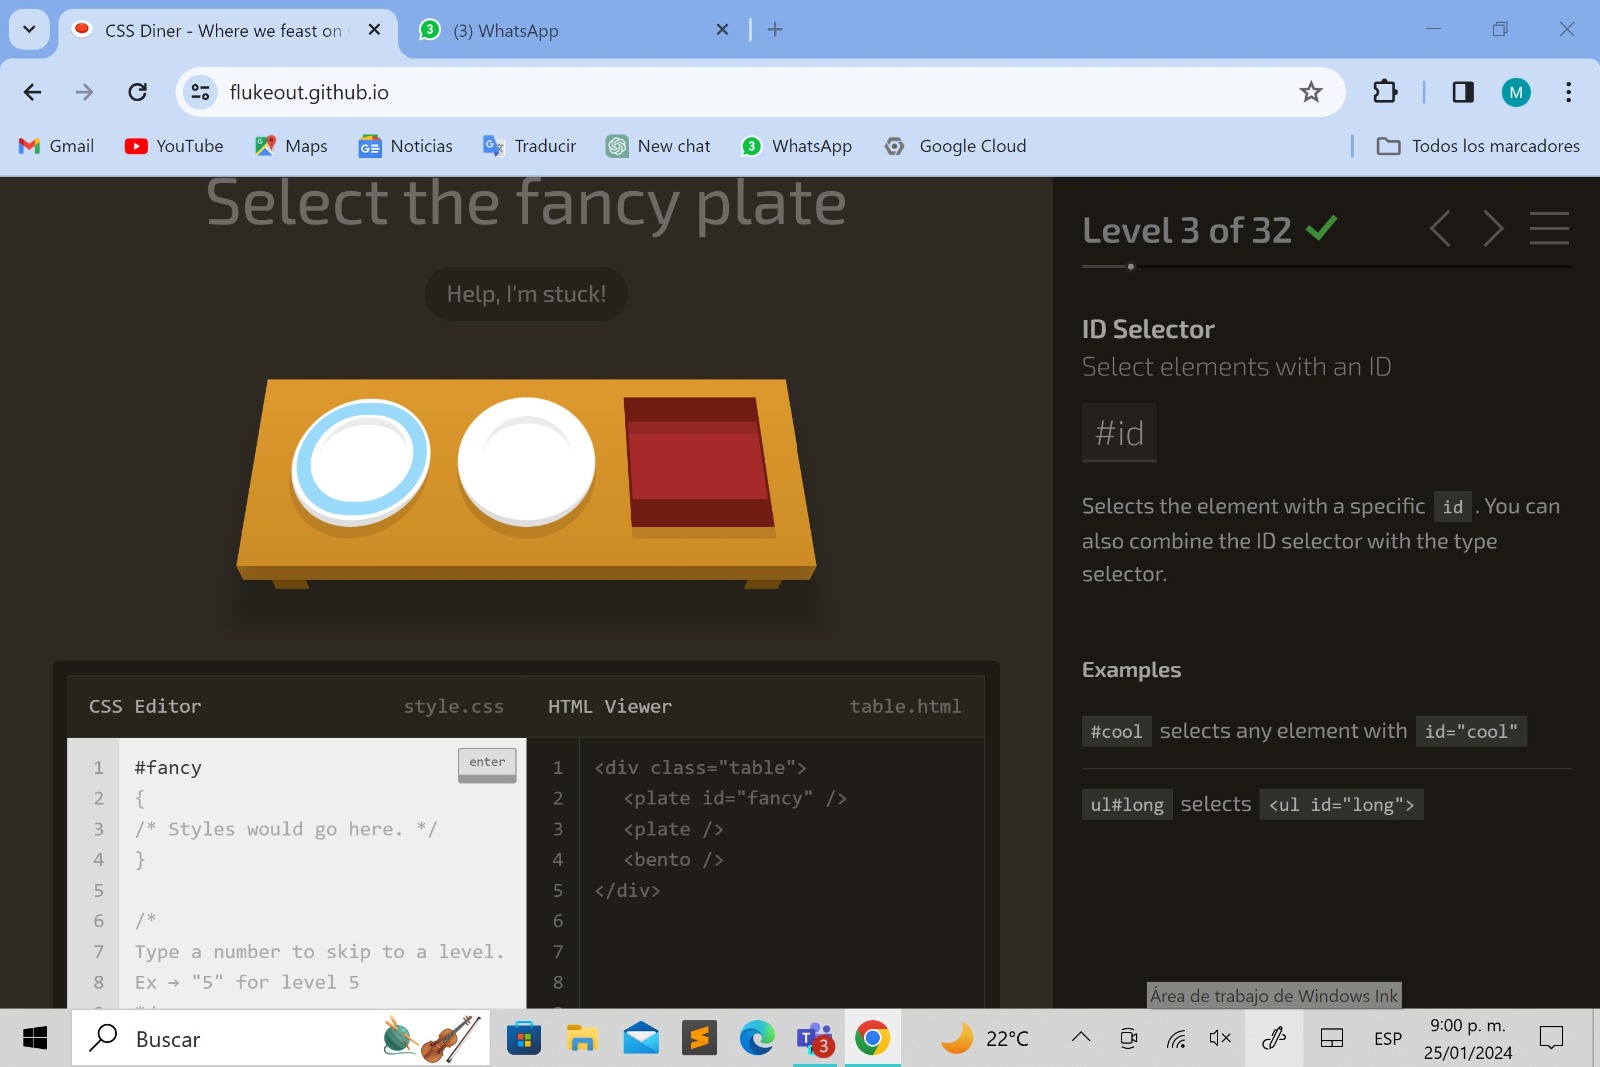 CSS Diner - Where we feast on
(3) WhatsApp
flukeout.github.io
M
Gmail
YouTube
Maps
Noticias
Traducir
New chat
3
WhatsApp
Google Cloud
Todos los marcadores
Select the fancy plate
Help, I'm stuck!
Level 3 of 32
ID Selector
Select elements with an ID
#id
Selects the element with a specific id . You can
also combine the ID selector with the type
selector.
Examples
#cool selects any element with id="cool"
ul#long selects <ul id="long">
CSS Editor style.css
1 #fancy enter
2 {
3 /* Styles would go here. */
4 }
5
6 /*
7 Type a number to skip to a level.
8 Ex → "5" for level 5
HTML Viewer table.html
1 <div class="table">
2 <plate id="fancy" />
3 <plate />
4 <bento />
5 </div>
6
7
8
Área de trabajo de Windows Ink
Buscar
3
22°C
ESP
9:00 p. m.
25/01/2024